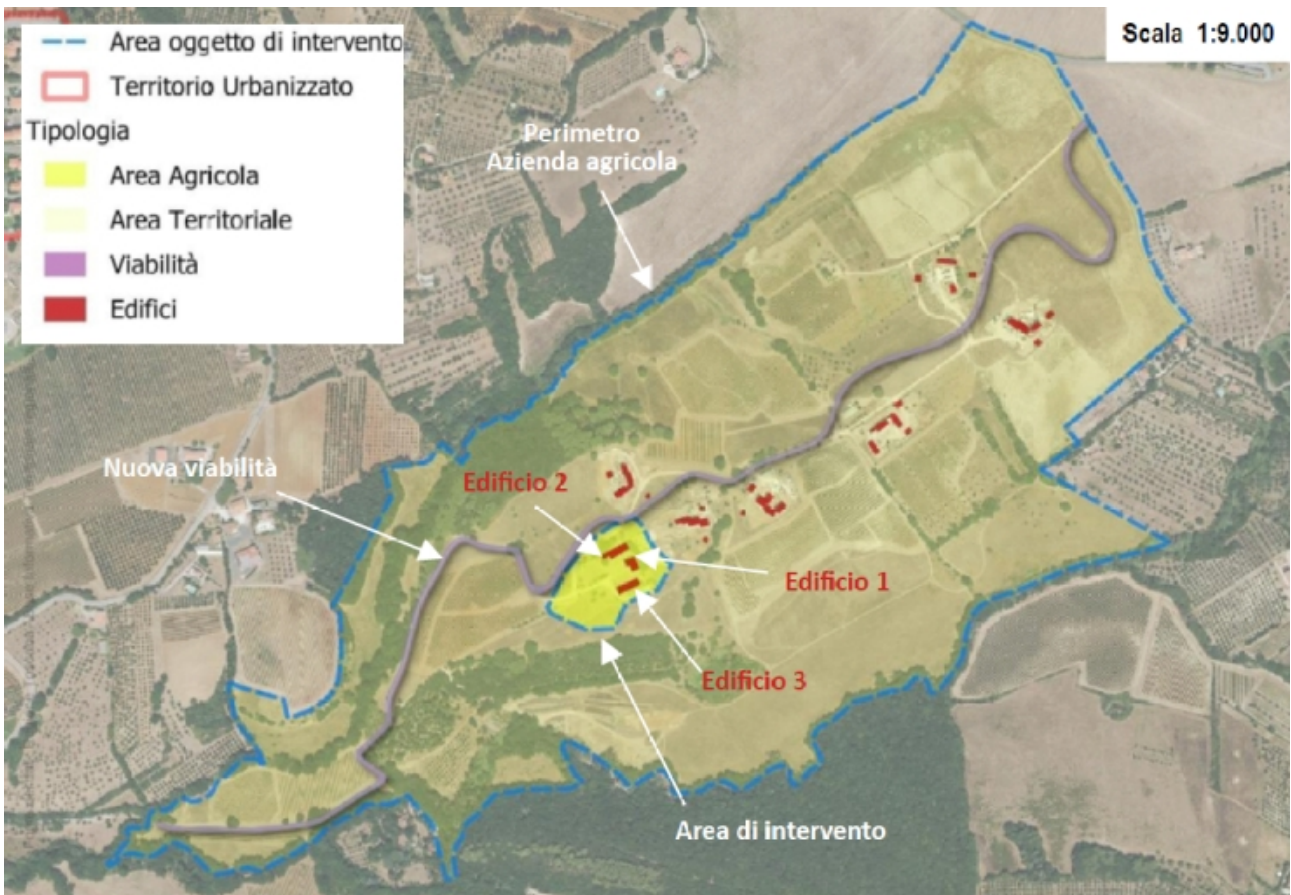 Scala 1:9.000
Area oggetto di intervento
Territorio Urbanizzato
Tipologia
Area Agricola
Area Territoriale
Viabilità
Edifici
Perimetro
Azienda agricola
Nuova viabilità
Edificio 2
Edificio 1
Edificio 3
Area di intervento